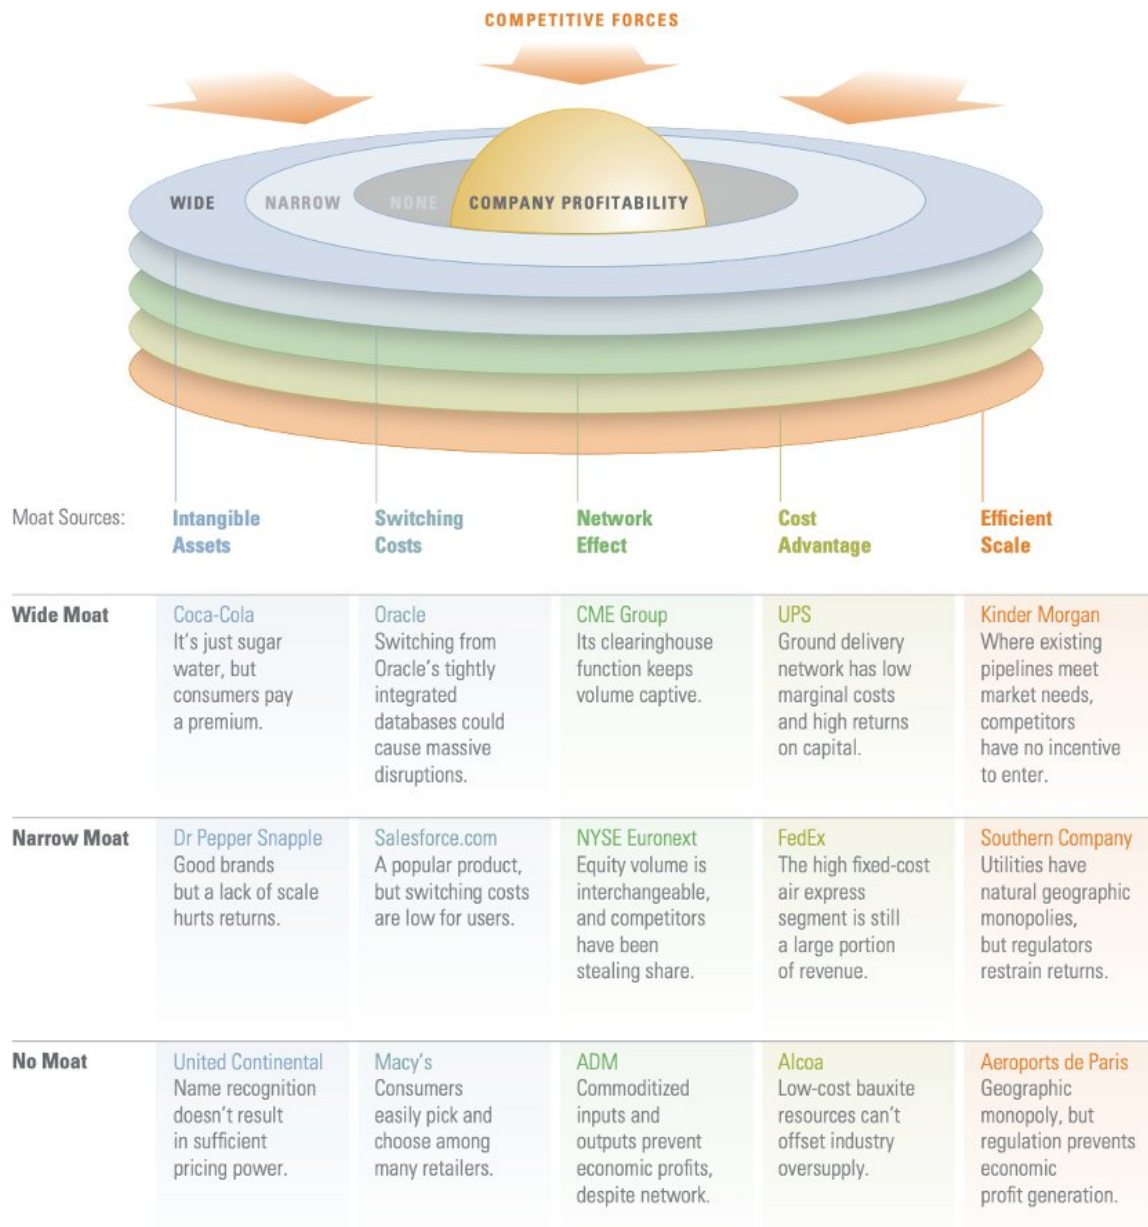 COMPETITIVE FORCES
WIDE
NARROW
NONE
COMPANY PROFITABILITY
Moat Sources:
Intangible
Assets
Switching
Costs
Network
Effect
Cost
Advantage
Efficient
Scale
Wide Moat
Coca-Cola
It's just sugar
water, but
consumers pay
a premium.
Oracle
Switching from
Oracle's tightly
integrated
databases could
cause massive
disruptions.
CME Group
Its clearinghouse
function keeps
volume captive.
UPS
Ground delivery
network has low
marginal costs
and high returns
on capital.
Kinder Morgan
Where existing
pipelines meet
market needs,
competitors
have no incentive
to enter.
Narrow Moat
Dr Pepper Snapple
Good brands
but a lack of scale
hurts returns.
Salesforce.com
A popular product,
but switching costs
are low for users.
NYSE Euronext
Equity volume is
interchangeable,
and competitors
have been
stealing share.
FedEx
The high fixed-cost
air express
segment is still
a large portion
of revenue.
Southern Company
Utilities have
natural geographic
monopolies,
but regulators
restrain returns.
No Moat
United Continental
Name recognition
doesn't result
in sufficient
pricing power.
Macy's
Consumers
easily pick and
choose among
many retailers.
ADM
Commoditized
inputs and
outputs prevent
economic profits,
despite network.
Alcoa
Low-cost bauxite
resources can't
offset industry
oversupply.
Aeroports de Paris
Geographic
monopoly, but
regulation prevents
economic
profit generation.